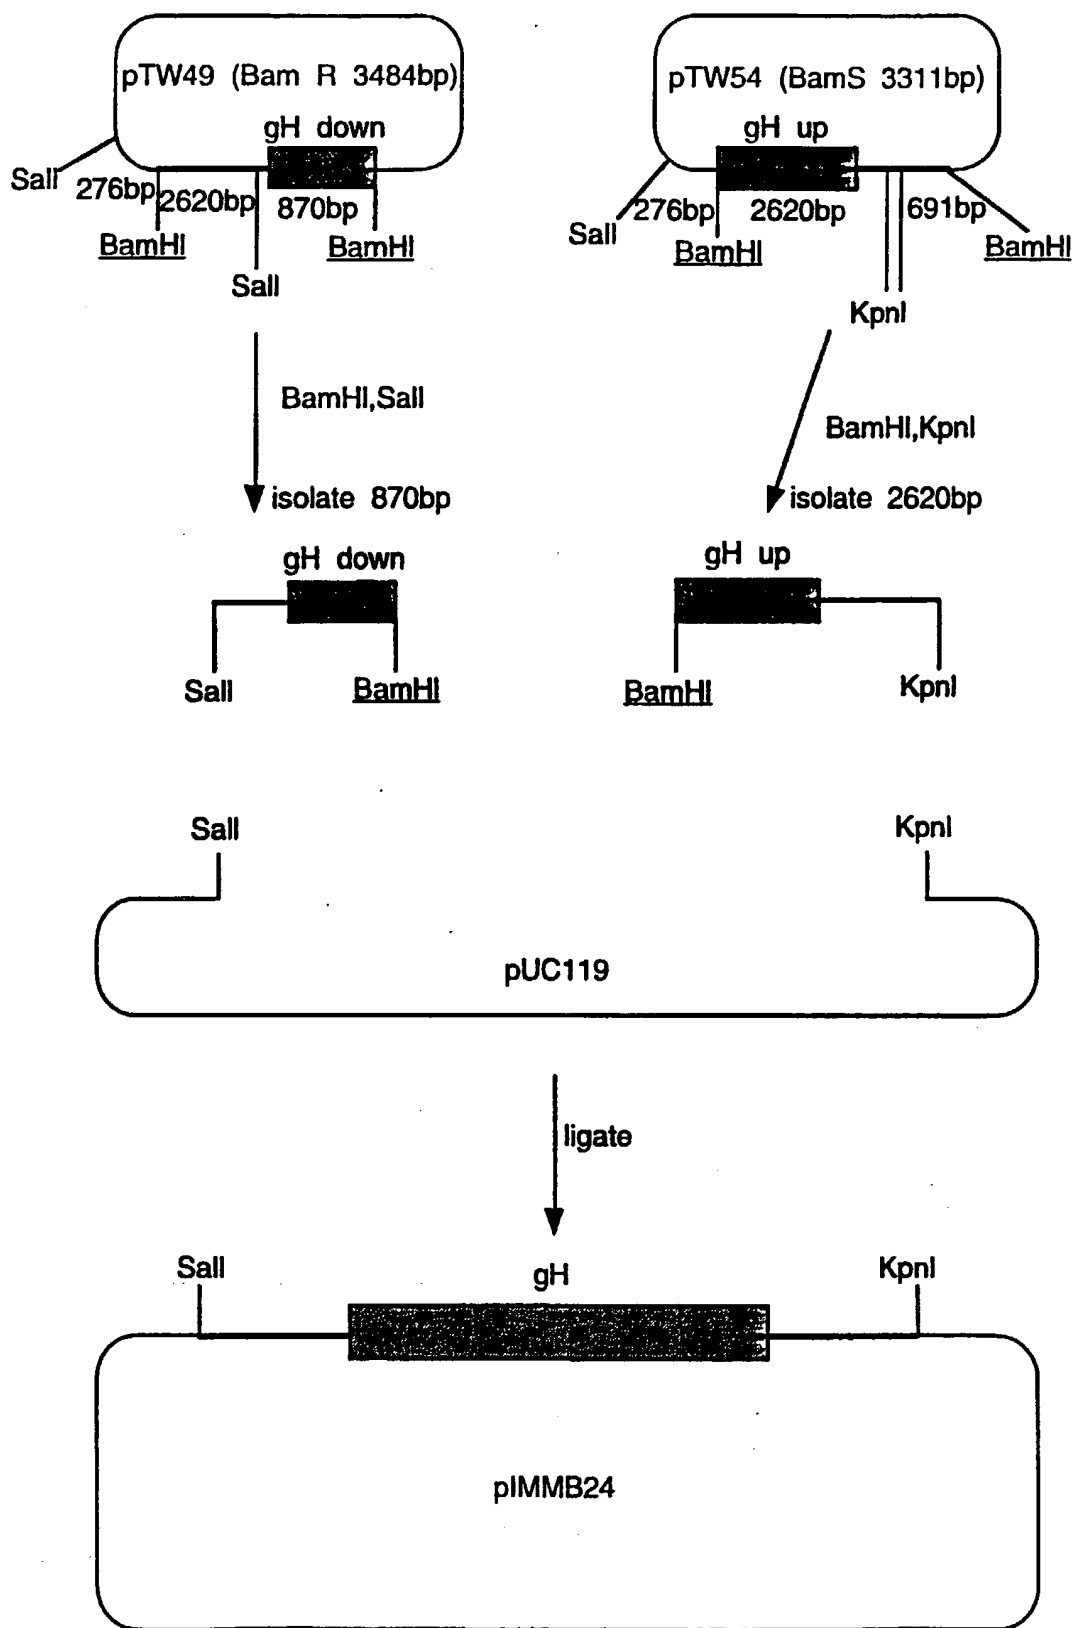 pTW49 (Bam R 3484bp)
gH down
SalI
276bp
2620bp
870bp
BamHI
BamHI
SalI
pTW54 (BamS 3311bp)
gH up
SalI
276bp
2620bp
691bp
BamHI
BamHI
KpnI
BamHI,SalI
BamHI,KpnI
isolate 870bp
isolate 2620bp
gH down
SalI
BamHI
gH up
BamHI
KpnI
SalI
KpnI
pUC119
ligate
SalI
gH
KpnI
pIMMB24